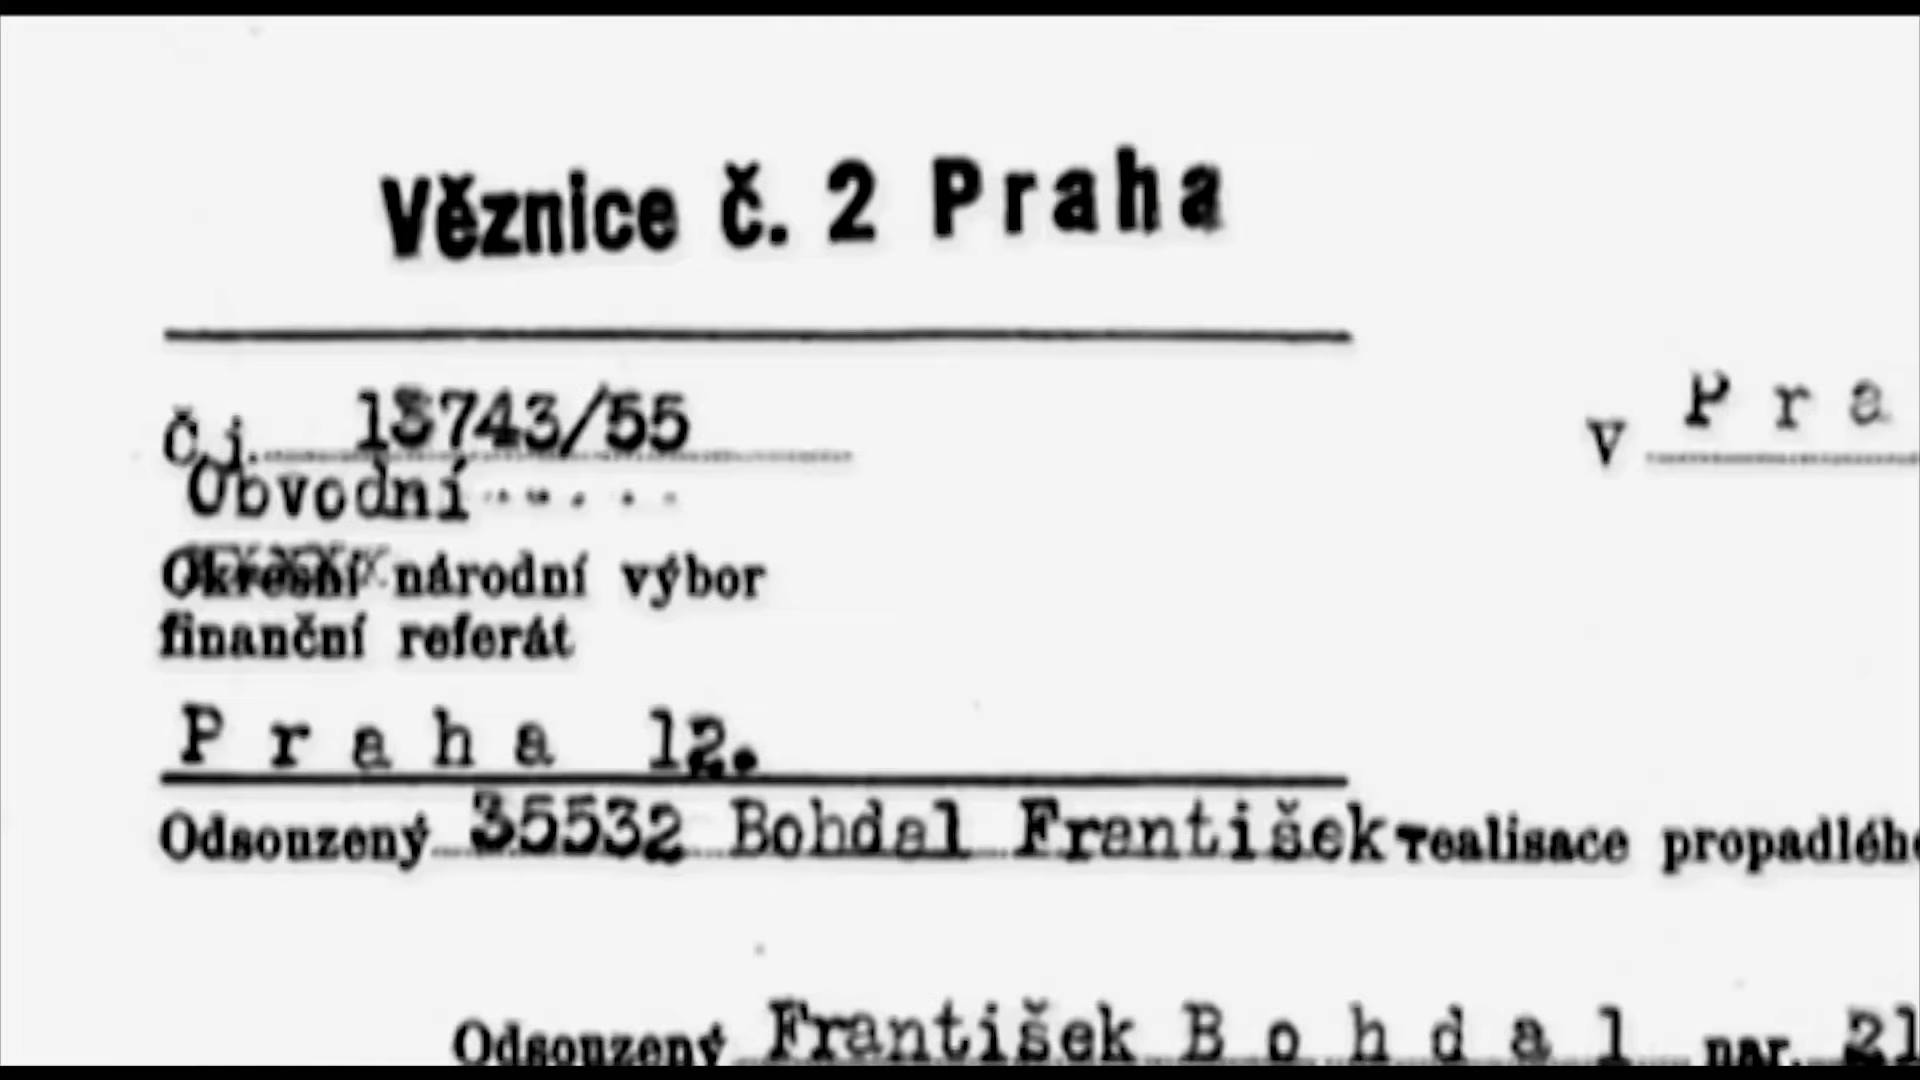 Věznice č. 2 Praha
Čj. 13743/55
V Pra
Obvodní
Okresní národní výbor
finanční referát
Praha 12.
Odsouzený 35532 Bohdal František realisace propadlého
Odsouzený František Bohdal nar. 21